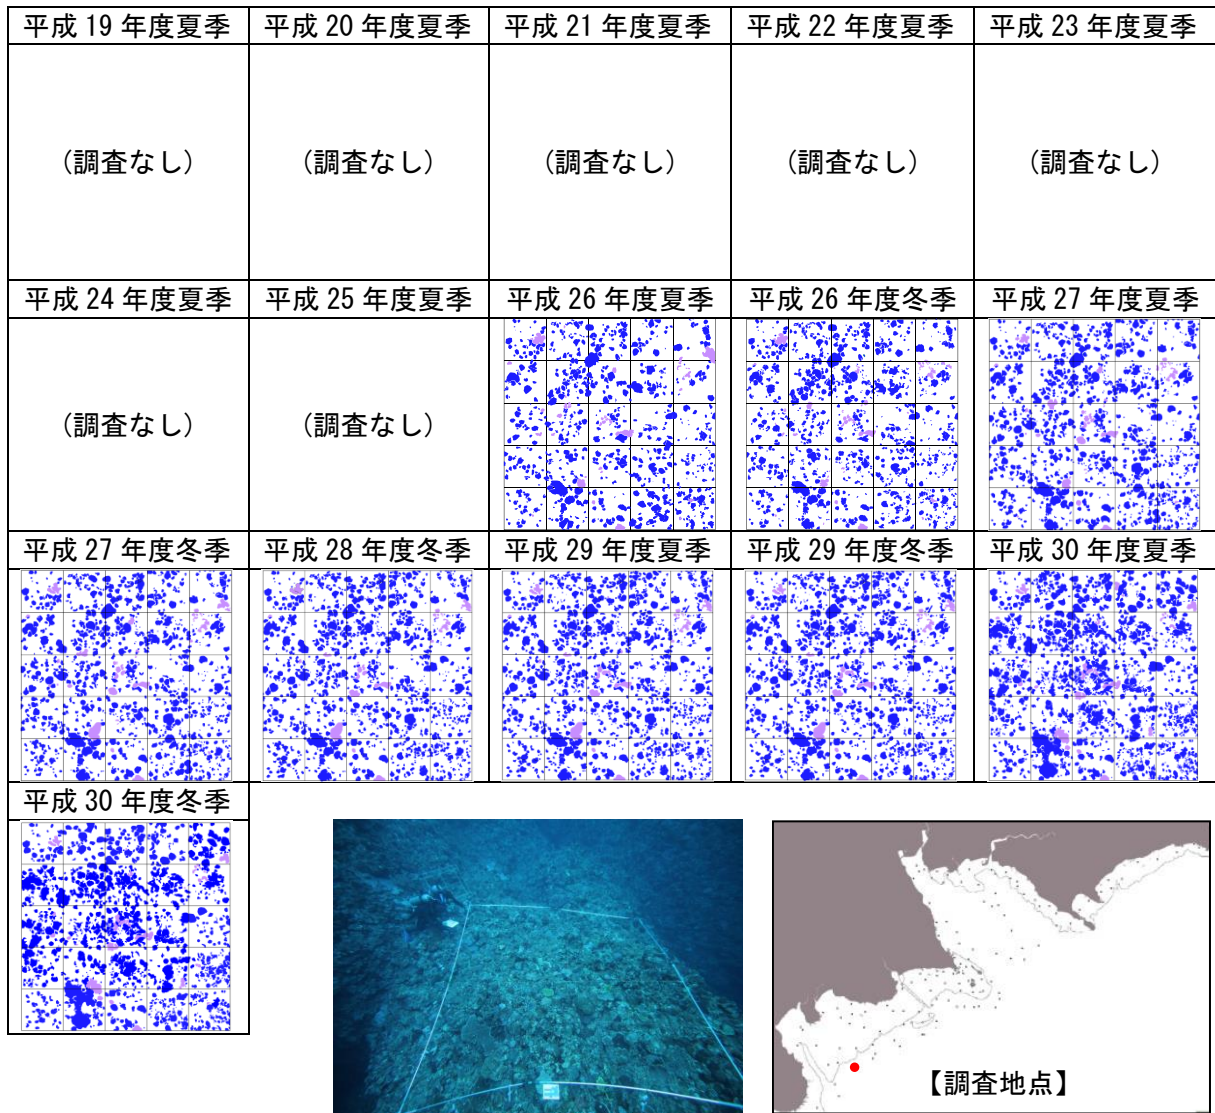 平成 19 年度夏季 平成 20 年度夏季 平成 21 年度夏季 平成 22 年度夏季 平成 23 年度夏季
(調査なし) (調査なし) (調査なし) (調査なし) (調査なし)
平成 24 年度夏季 平成 25 年度夏季 平成 26 年度夏季 平成 26 年度冬季 平成 27 年度夏季
(調査なし) (調査なし)
平成 27 年度冬季 平成 28 年度冬季 平成 29 年度夏季 平成 29 年度冬季 平成 30 年度夏季
平成 30 年度冬季
【調査地点】